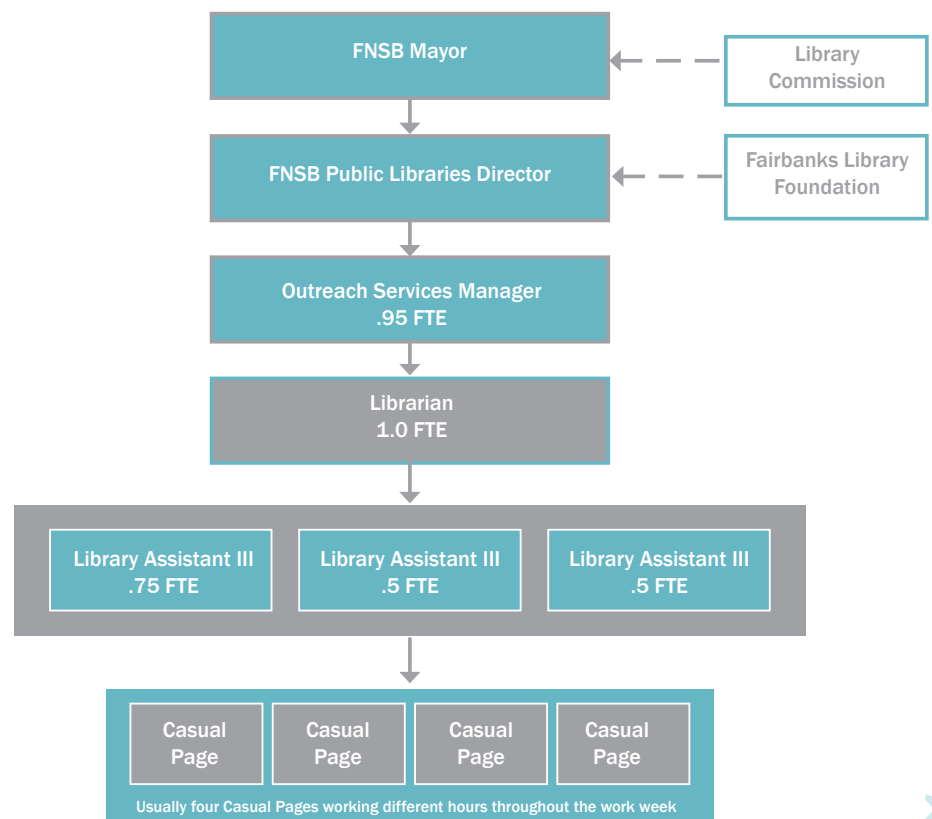 FNSB Mayor
Library
Commission
FNSB Public Libraries Director
Fairbanks Library
Foundation
Outreach Services Manager
.95 FTE
Librarian
1.0 FTE
Library Assistant III
.75 FTE
Library Assistant III
.5 FTE
Library Assistant III
.5 FTE
Casual
Page
Casual
Page
Casual
Page
Casual
Page
Usually four Casual Pages working different hours throughout the work week